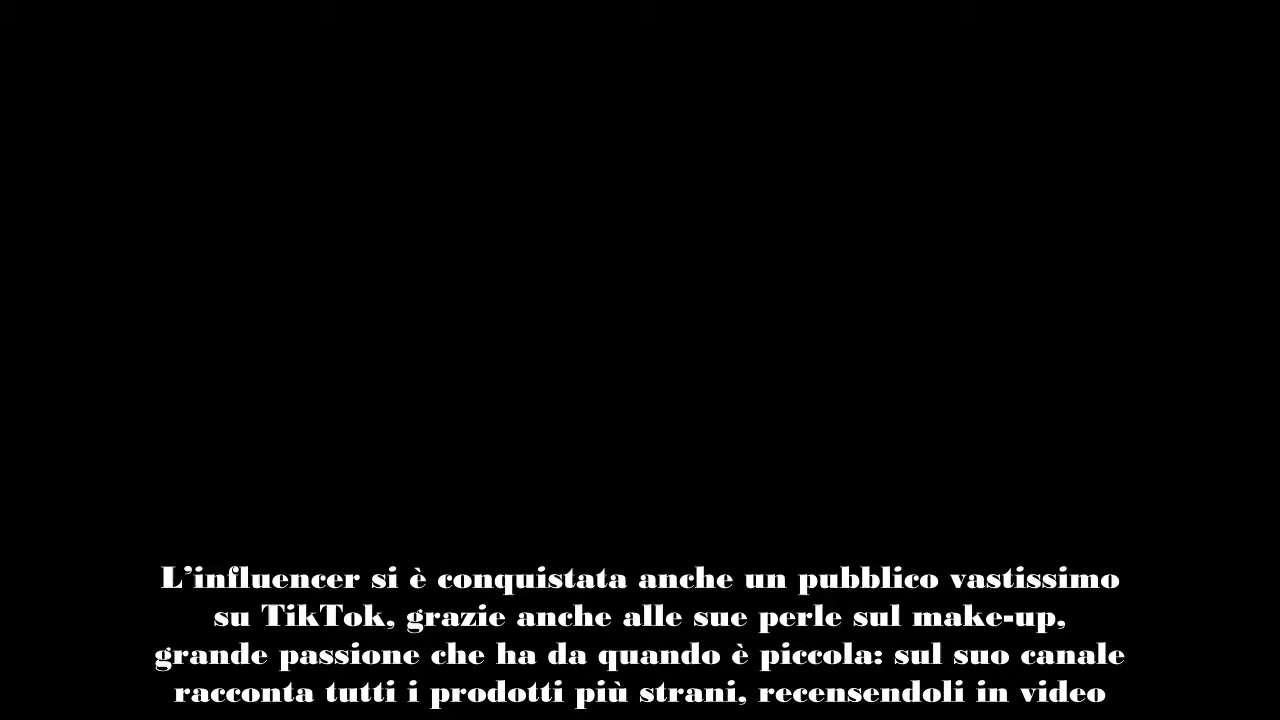 L’influencer si è conquistata anche un pubblico vastissimo
su TikTok, grazie anche alle sue perle sul make-up,
grande passione che ha da quando è piccola: sul suo canale
racconta tutti i prodotti più strani, recensendoli in video